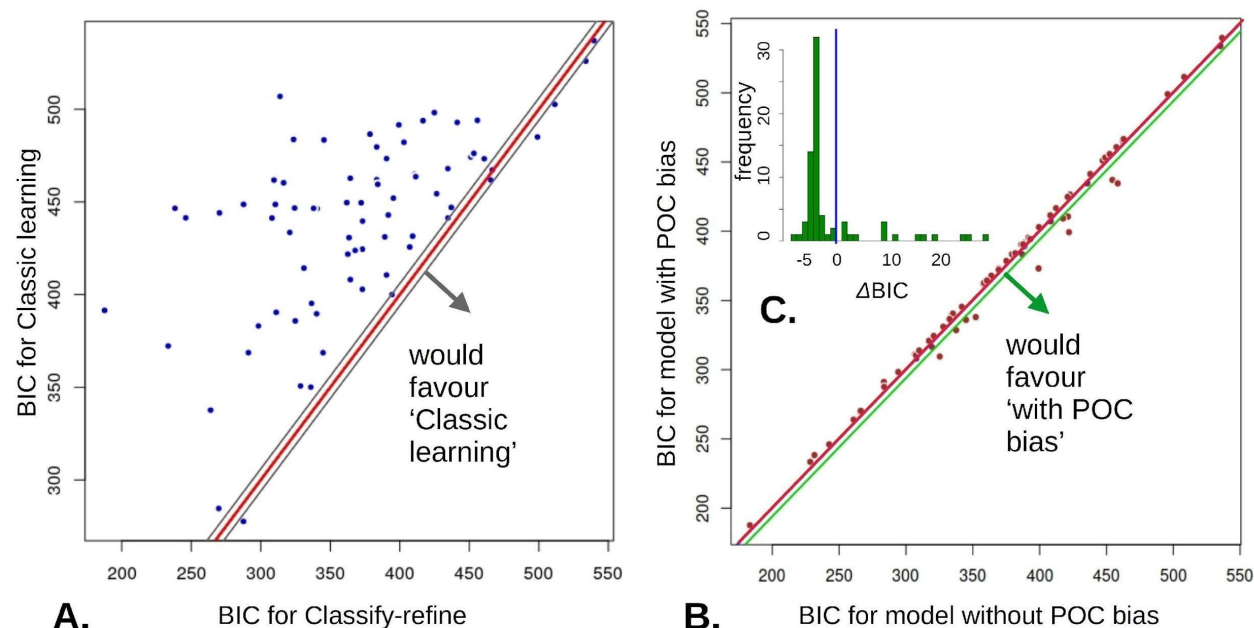 BIC for Classic learning
500
450
400
350
300
would
favour
‘Classic
learning’
200 250 300 350 400 450 500 550
A. BIC for Classify-refine
BIC for model with POC bias
550
500
450
400
350
300
250
200
frequency
30
20
10
0
-5 0 10 20
ΔBIC
C.
would
favour
‘with POC
bias’
200 250 300 350 400 450 500 550
B. BIC for model without POC bias